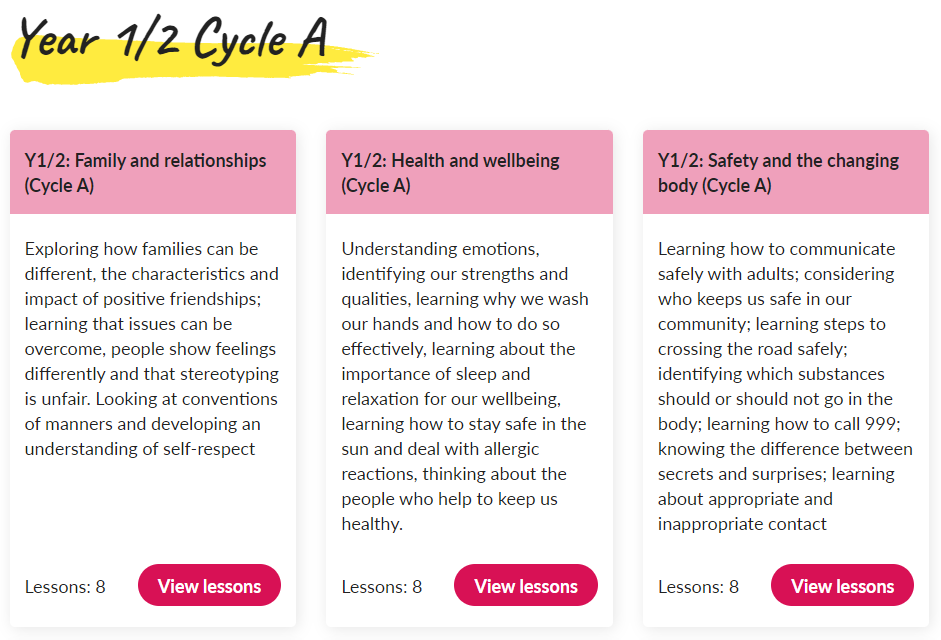 Year 1/2 Cycle A
Y1/2: Family and relationships
(Cycle A)
Exploring how families can be
different, the characteristics and
impact of positive friendships;
learning that issues can be
overcome, people show feelings
differently and that stereotyping
is unfair. Looking at conventions
of manners and developing an
understanding of self-respect
Lessons: 8
View lessons
Y1/2: Health and wellbeing
(Cycle A)
Understanding emotions,
identifying our strengths and
qualities, learning why we wash
our hands and how to do so
effectively, learning about the
importance of sleep and
relaxation for our wellbeing,
learning how to stay safe in the
sun and deal with allergic
reactions, thinking about the
people who help to keep us
healthy.
Lessons: 8
View lessons
Y1/2: Safety and the changing
body (Cycle A)
Learning how to communicate
safely with adults; considering
who keeps us safe in our
community; learning steps to
crossing the road safely;
identifying which substances
should or should not go in the
body; learning how to call 999;
knowing the difference between
secrets and surprises; learning
about appropriate and
inappropriate contact
Lessons: 8
View lessons